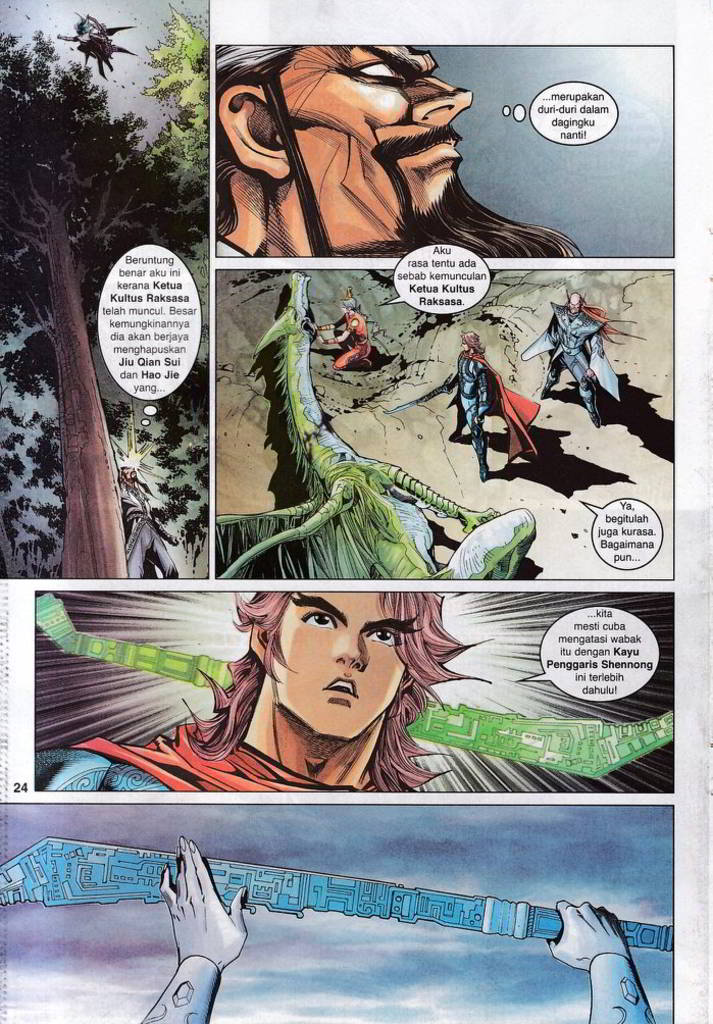 Beruntung
benar aku ini
kerana Ketua
Kultus Raksasa
telah muncul. Besar
kemungkinannya
dia akan berjaya
menghapuskan
Jiu Qian Sui
dan Hao Jie
yang...
...merupakan
duri-duri dalam
dagingku
nanti!
Aku
rasa tentu ada
sebab kemunculan
Ketua Kultus
Raksasa.
Ya,
begitulah
juga kurasa.
Bagaimana
pun...
...kita
mesti cuba
mengatasi wabak
itu dengan Kayu
Penggaris Shennong
ini terlebih
dahulu!
24